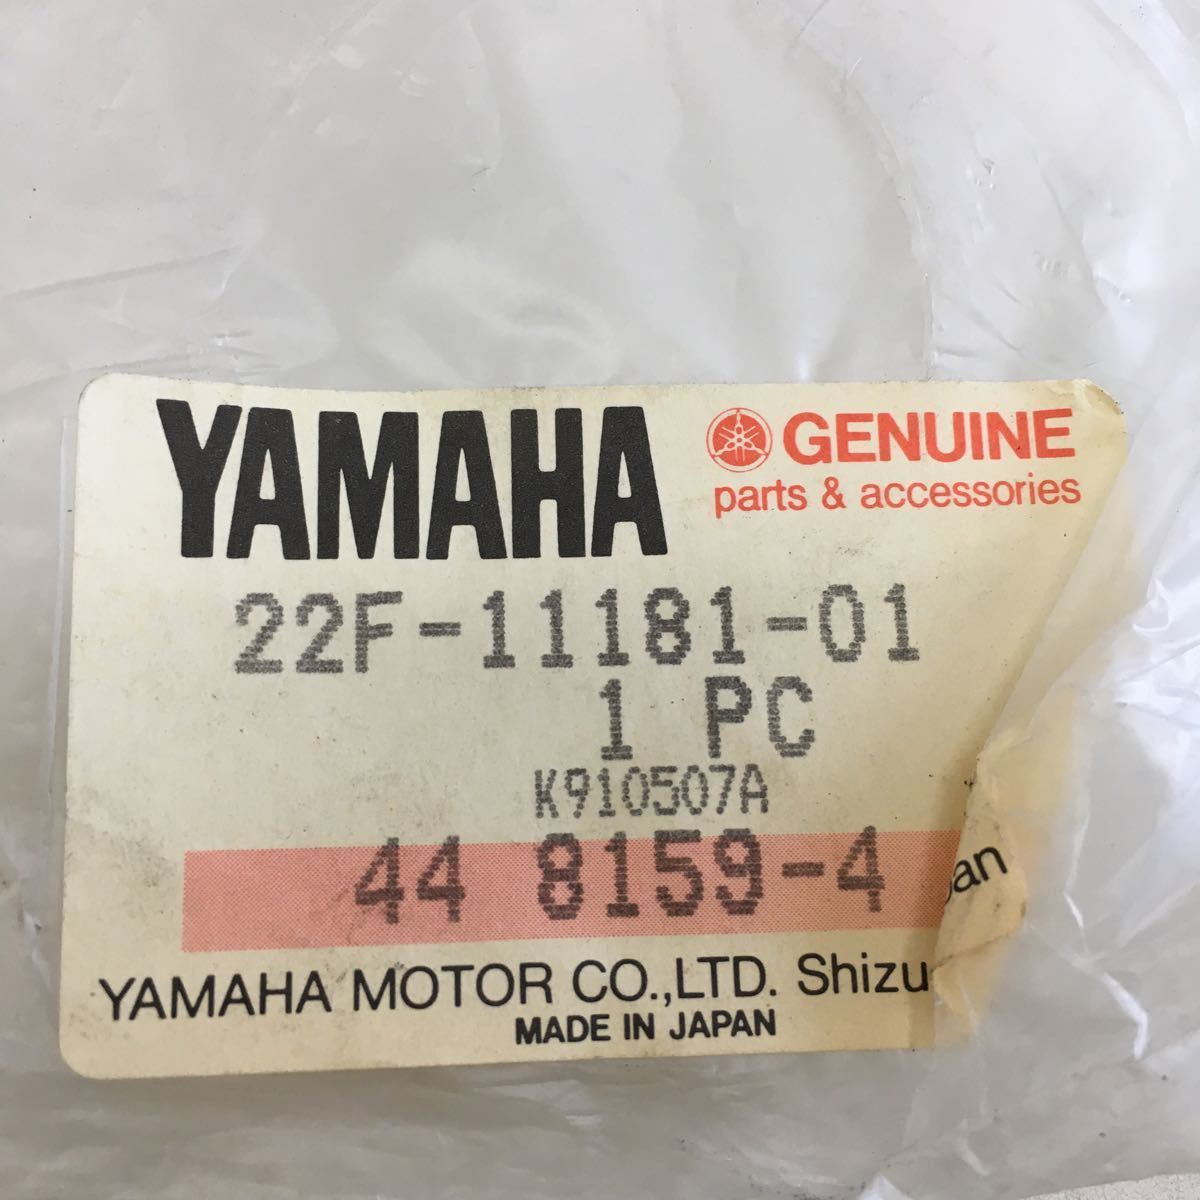 YAMAHA
GENUINE
parts & accessories
22F-11181-01
1 PC
K910507A
44 8159-4
YAMAHA MOTOR CO.,LTD. Shizu
MADE IN JAPAN